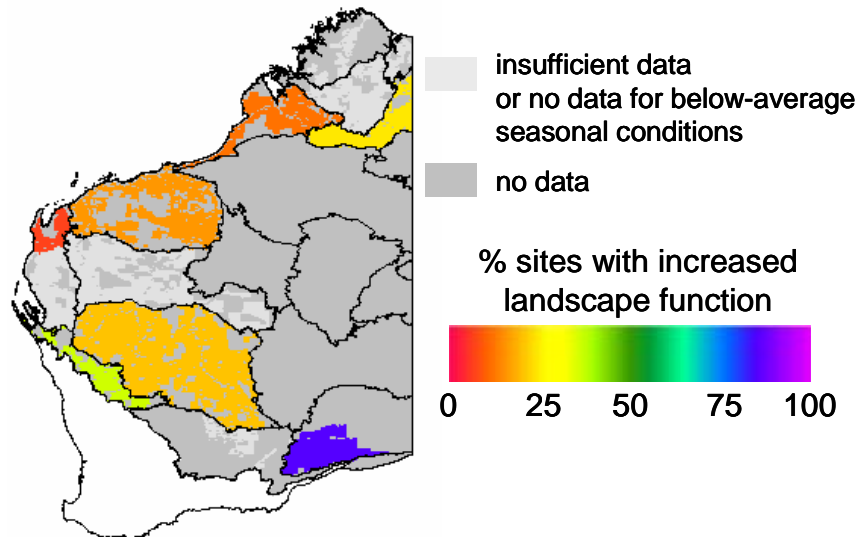 insufficient data
or no data for below-average
seasonal conditions
no data
% sites with increased
landscape function
0 25 50 75 100